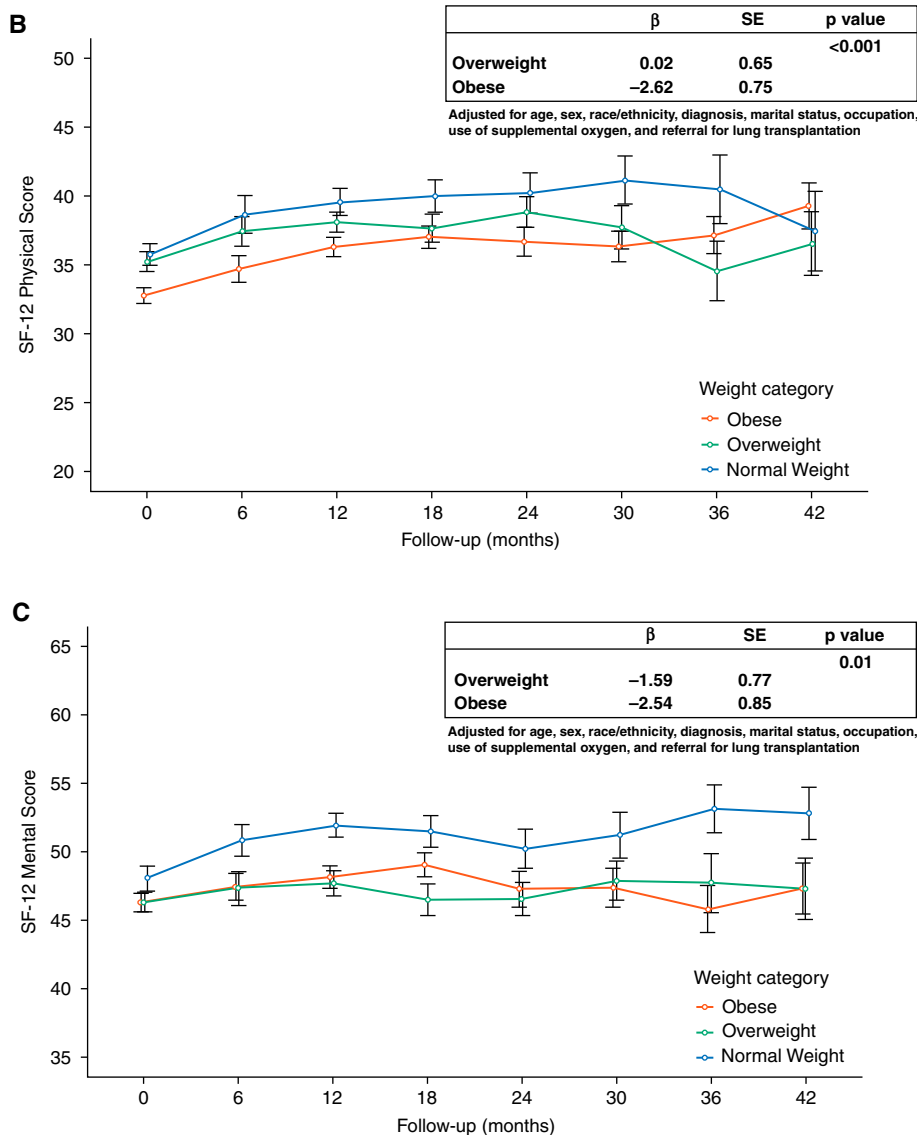 B
β SE p value
<0.001
Overweight 0.02 0.65
Obese −2.62 0.75
Adjusted for age, sex, race/ethnicity, diagnosis, marital status, occupation,
use of supplemental oxygen, and referral for lung transplantation
50
45
40
35
30
25
20
SF-12 Physical Score
Weight category
Obese
Overweight
Normal Weight
0 6 12 18 24 30 36 42
Follow-up (months)
C
β SE p value
0.01
Overweight −1.59 0.77
Obese −2.54 0.85
Adjusted for age, sex, race/ethnicity, diagnosis, marital status, occupation,
use of supplemental oxygen, and referral for lung transplantation
65
60
55
50
45
40
35
SF-12 Mental Score
Weight category
Obese
Overweight
Normal Weight
0 6 12 18 24 30 36 42
Follow-up (months)